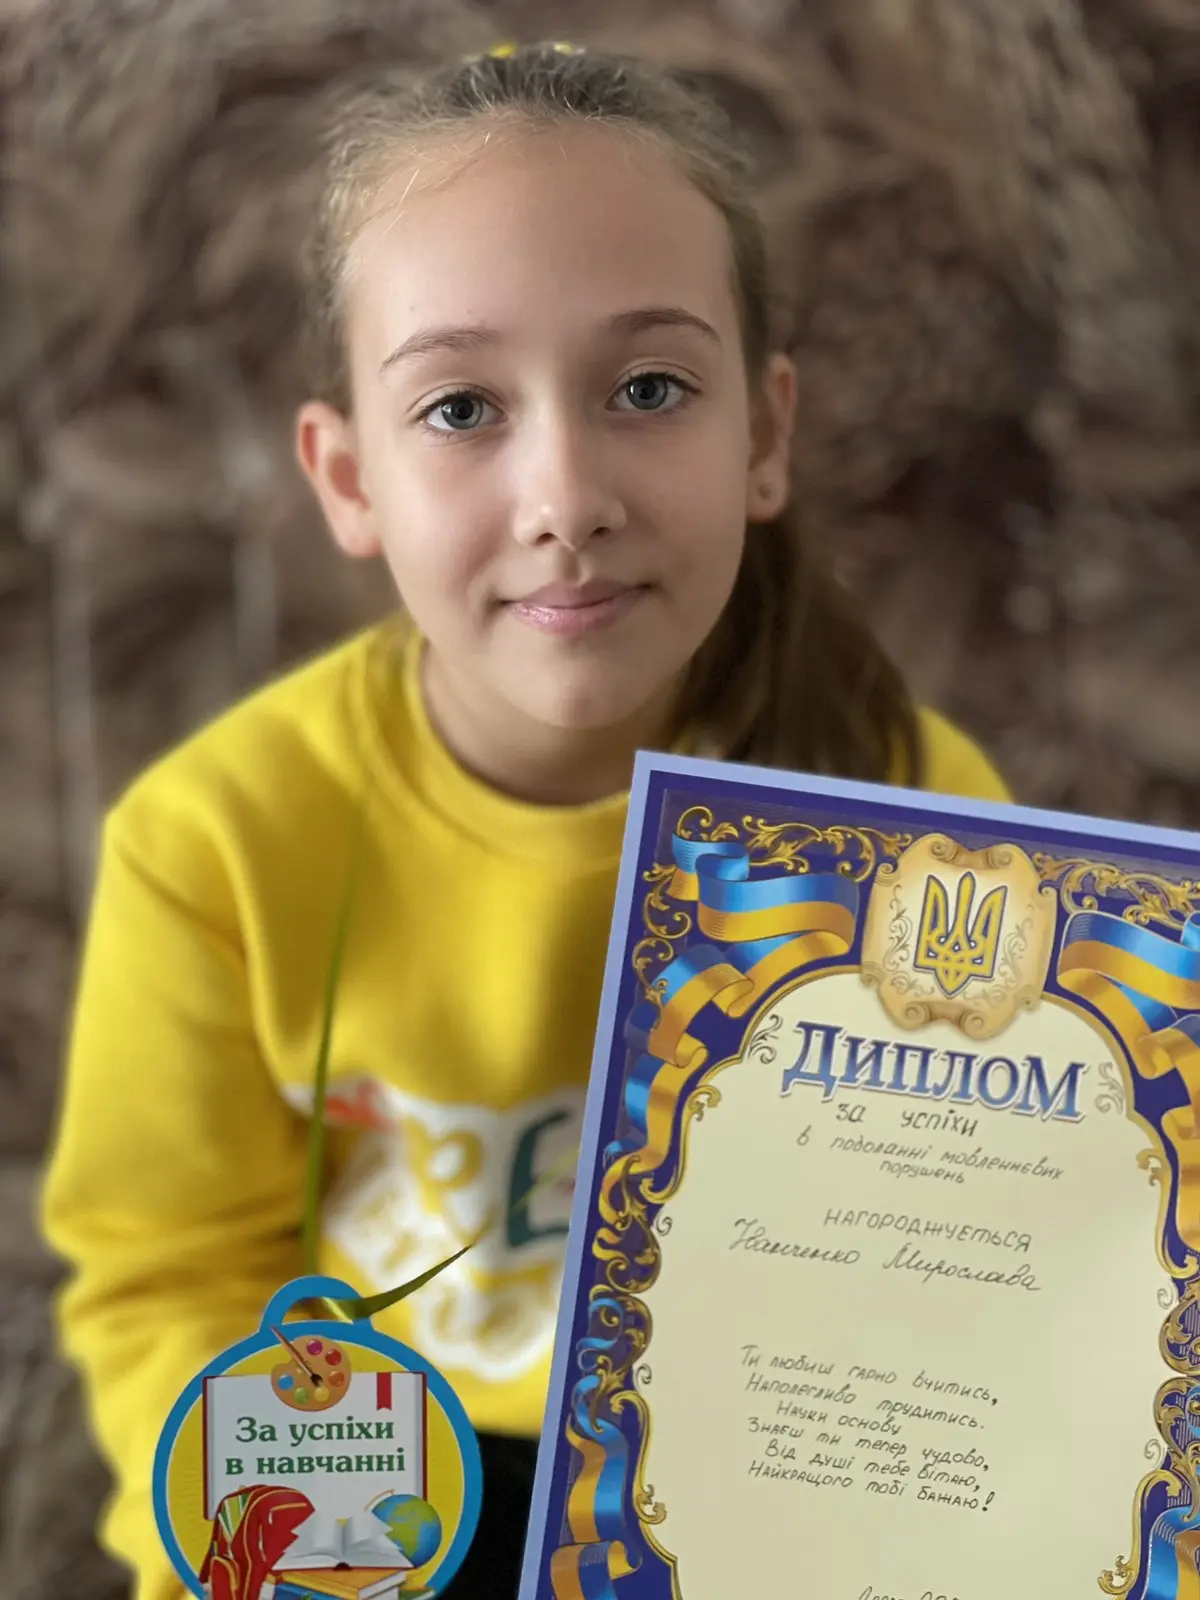 ДИПЛОМ
за успіхи
в подоланні мовленнєвих
порушень
НАГОРОДЖУЄТЬСЯ
Іванченко Мирослава
Ти любиш гарно вчитись,
Наполегливо трудитись.
Науки основу
Знаєш ти тепер чудово,
Від душі тебе вітаю,
Найкращого тобі бажаю!
За успіхи
в навчанні